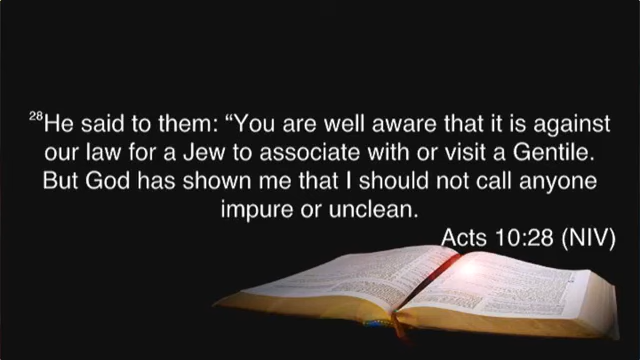 28He said to them: “You are well aware that it is against
our law for a Jew to associate with or visit a Gentile.
But God has shown me that I should not call anyone
impure or unclean.
Acts 10:28 (NIV)